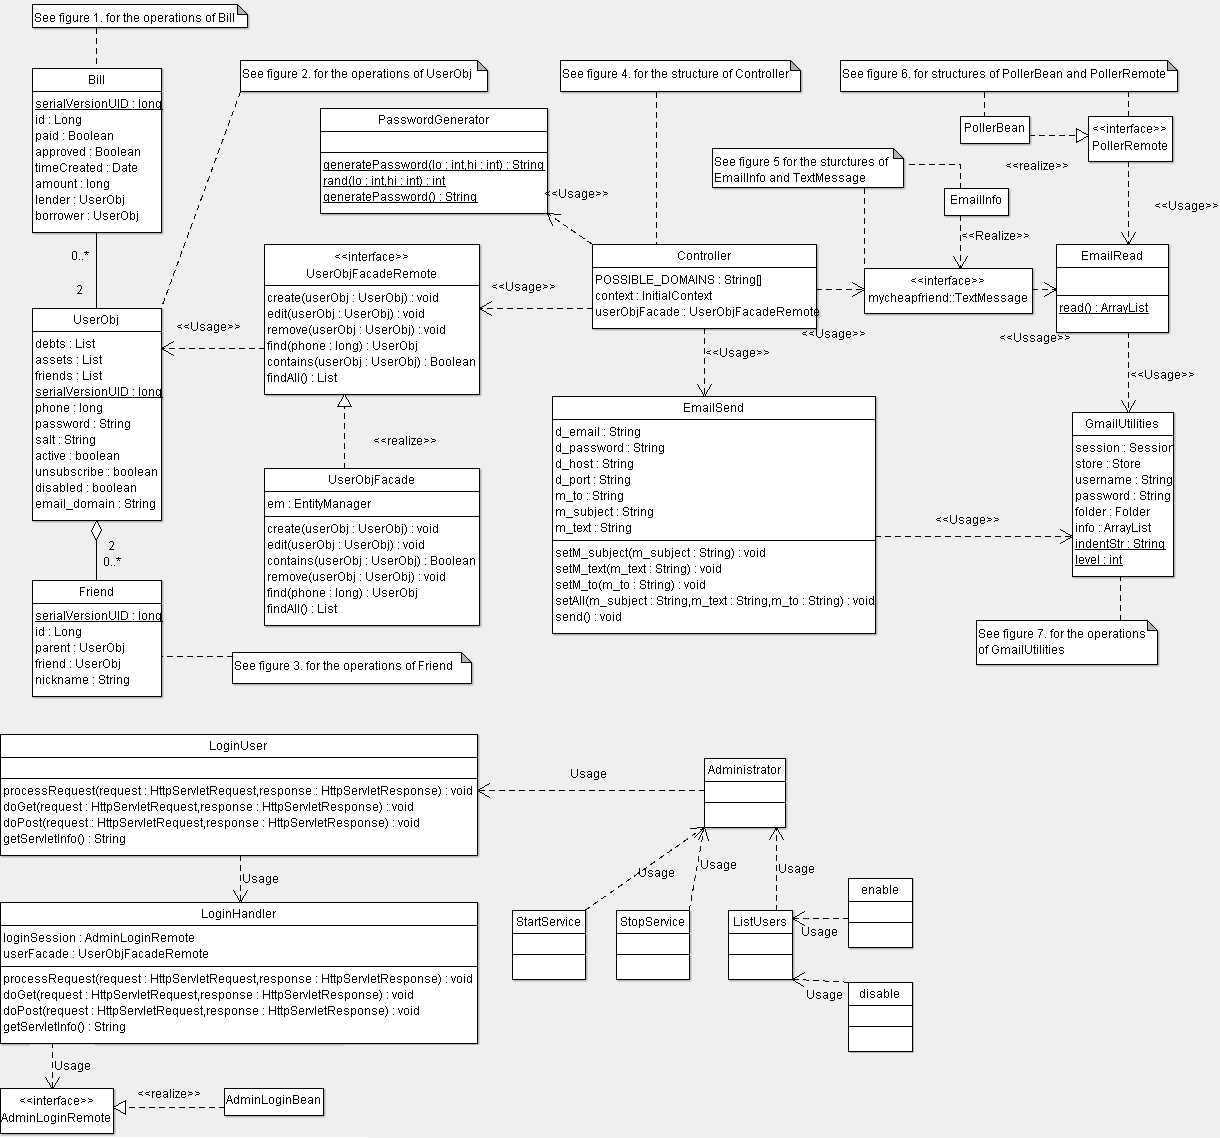 See figure 1. for the operations of Bill
Bill
serialVersionUID : long
id : Long
paid : Boolean
approved : Boolean
timeCreated : Date
amount : long
lender : UserObj
borrower : UserObj
0..*
2
See figure 2. for the operations of UserObj
UserObj
debts : List
assets : List
friends : List
serialVersionUID : long
phone : long
password : String
salt : String
active : boolean
unsubscribe : boolean
disabled : boolean
email_domain : String
2
0..*
Friend
serialVersionUID : long
id : Long
parent : UserObj
friend : UserObj
nickname : String
See figure 3. for the operations of Friend
PasswordGenerator
generatePassword(lo : int,hi : int) : String
rand(lo : int,hi : int) : int
generatePassword() : String
<<Usage>>
<<interface>>
UserObjFacadeRemote
create(userObj : UserObj) : void
edit(userObj : UserObj) : void
remove(userObj : UserObj) : void
find(phone : long) : UserObj
contains(userObj : UserObj) : Boolean
findAll() : List
<<Usage>>
<<Usage>>
<<realize>>
UserObjFacade
em : EntityManager
create(userObj : UserObj) : void
edit(userObj : UserObj) : void
contains(userObj : UserObj) : Boolean
remove(userObj : UserObj) : void
find(phone : long) : UserObj
findAll() : List
See figure 4. for the structure of Controller
Controller
POSSIBLE_DOMAINS : String[]
context : InitialContext
userObjFacade : UserObjFacadeRemote
<<Usage>>
<<Usage>>
EmailSend
d_email : String
d_password : String
d_host : String
d_port : String
m_to : String
m_subject : String
m_text : String
setM_subject(m_subject : String) : void
setM_text(m_text : String) : void
setM_to(m_to : String) : void
setAll(m_subject : String,m_text : String,m_to : String) : void
send() : void
<<Usage>>
See figure 5 for the sturctures of
EmailInfo and TextMessage
EmailInfo
<<Realize>>
<<interface>>
mycheapfriend::TextMessage
<<Ussage>>
See figure 6. for structures of PollerBean and PollerRemote
PollerBean
<<interface>>
PollerRemote
<<realize>>
<<Usage>>
EmailRead
read() : ArrayList
<<Usage>>
GmailUtilities
session : Session
store : Store
username : String
password : String
folder : Folder
info : ArrayList
indentStr : String
level : int
See figure 7. for the operations
of GmailUtilities
LoginUser
processRequest(request : HttpServletRequest,response : HttpServletResponse) : void
doGet(request : HttpServletRequest,response : HttpServletResponse) : void
doPost(request : HttpServletRequest,response : HttpServletResponse) : void
getServletInfo() : String
Usage
Usage
LoginHandler
loginSession : AdminLoginRemote
userFacade : UserObjFacadeRemote
processRequest(request : HttpServletRequest,response : HttpServletResponse) : void
doGet(request : HttpServletRequest,response : HttpServletResponse) : void
doPost(request : HttpServletRequest,response : HttpServletResponse) : void
getServletInfo() : String
Usage
<<interface>>
AdminLoginRemote
<<realize>>
AdminLoginBean
Administrator
Usage
Usage
Usage
StartService
StopService
ListUsers
enable
Usage
disable
Usage